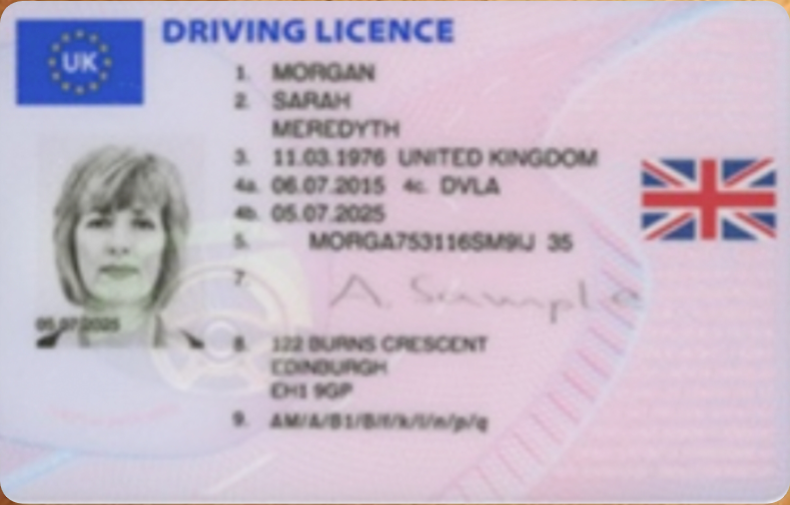 UK
DRIVING LICENCE
1. MORGAN
2. SARAH
MEREDYTH
3. 11.03.1976 UNITED KINGDOM
4a. 06.07.2015 4c. DVLA
4b. 05.07.2025
5. MORGA753116SM9IJ 35
7. A. Sample
05.07.2025
8. 122 BURNS CRESCENT
EDINBURGH
EH1 9GP
9. AM/A/B1/B/f/k/l/n/p/q